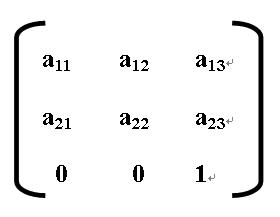 a₁₁ a₁₂ a₁₃
a₂₁ a₂₂ a₂₃
0 0 1